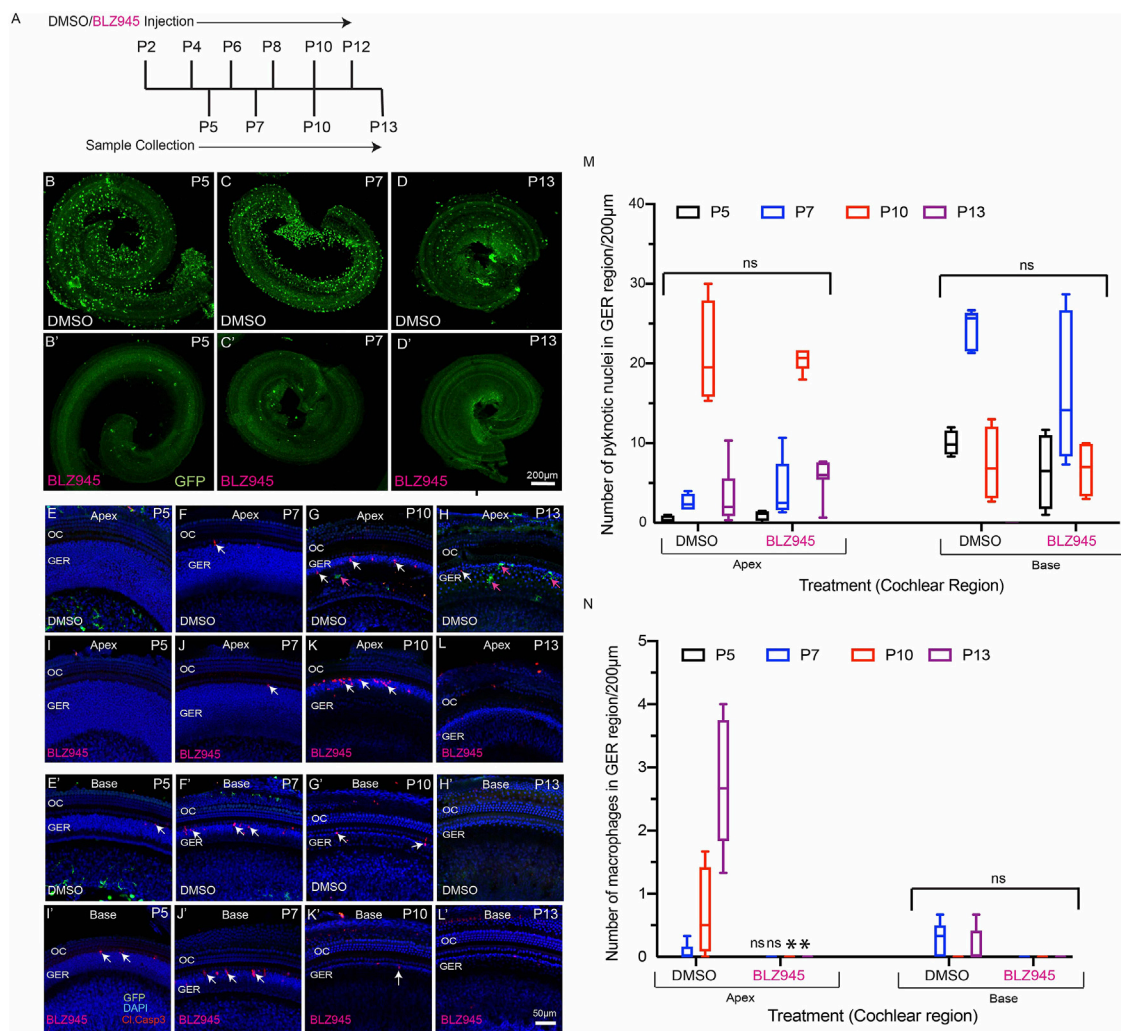 A
DMSO/BLZ945 Injection
P2 P4 P6 P8 P10 P12
P5 P7 P10 P13
Sample Collection
B P5 C P7 D P13
DMSO DMSO DMSO
B' P5 C' P7 D' P13
BLZ945 GFP BLZ945 BLZ945 200µm
E Apex P5 F Apex P7 G Apex P10 H Apex P13
OC OC OC OC
GER GER GER GER
DMSO DMSO DMSO DMSO
I Apex P5 J Apex P7 K Apex P10 L Apex P13
OC OC OC OC
GER GER GER GER
BLZ945 BLZ945 BLZ945 BLZ945
E' Base P5 F' Base P7 G' Base P10 H' Base P13
OC OC OC OC
GER GER GER GER
DMSO DMSO DMSO DMSO
I' Base P5 J' Base P7 K' Base P10 L' Base P13
OC OC OC OC
GER GER GER GER
GFP
DAPI
Cl.Casp3
BLZ945 BLZ945 BLZ945 BLZ945 50µm
M
Number of pyknotic nuclei in GER region/200µm
40
30
20
10
0
P5 P7 P10 P13
ns ns
DMSO BLZ945 DMSO BLZ945
Apex Base
Treatment (Cochlear Region)
N
Number of macrophages in GER region/200µm
5
4
3
2
1
0
P5 P7 P10 P13
ns
ns ns * *
DMSO BLZ945 DMSO BLZ945
Apex Base
Treatment (Cochlear region)